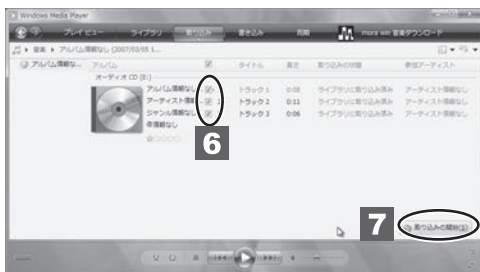 Windows Media Player
プレイビュー ライブラリ 取り込み 書き込み 同期 more win 音楽ダウンロード
音楽 アルバム情報なし (2007/03/05 1...
アルバム情報な... アルバム タイトル 長さ 取り込みの状態 参加アーティスト
オーディオ CD (E:)
アルバム情報なし 1 トラック 1 0:08 ライブラリに取り込み済み アーティスト情報なし
アーティスト情報... 2 トラック 2 0:11 ライブラリに取り込み済み アーティスト情報なし
ジャンル情報なし トラック 3 0:06 ライブラリに取り込み済み アーティスト情報なし
年情報なし
6
7 取り込みの開始(S)